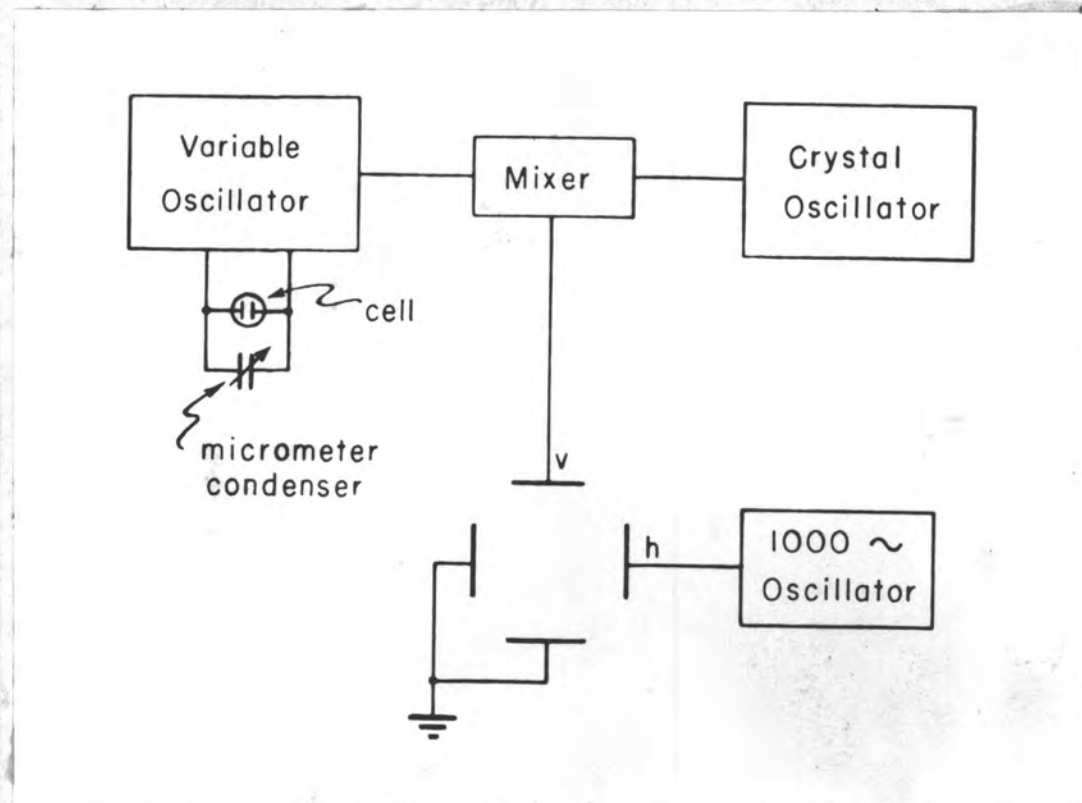 Variable
Oscillator
Mixer
Crystal
Oscillator
cell
micrometer
condenser
v
h
1000 ~
Oscillator